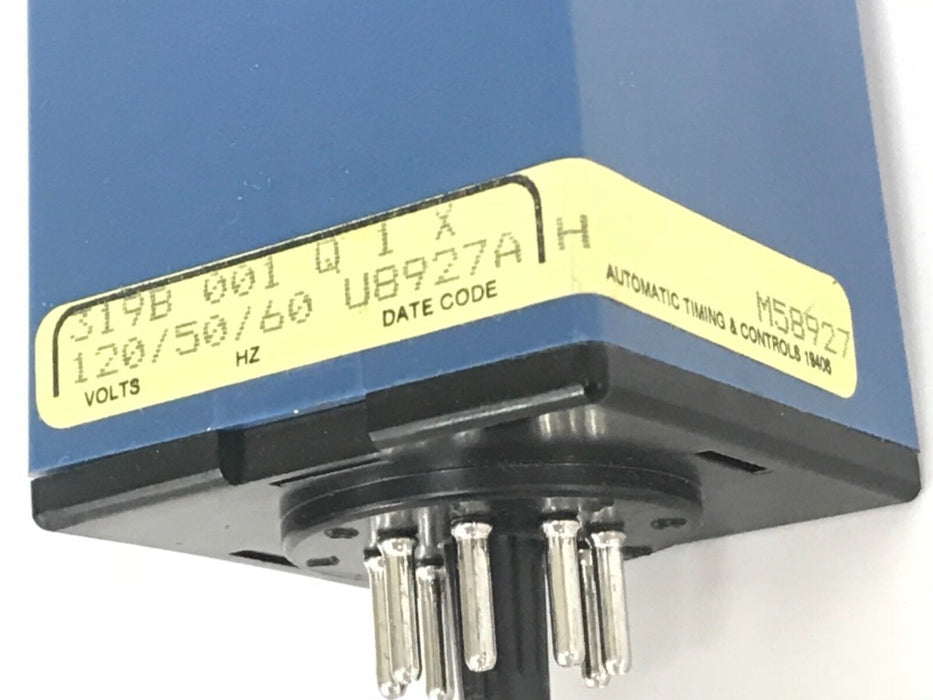 319B 001 Q 1 X
120/50/60 U8927A H
VOLTS HZ DATE CODE
M58927
AUTOMATIC TIMING & CONTROLS 19406